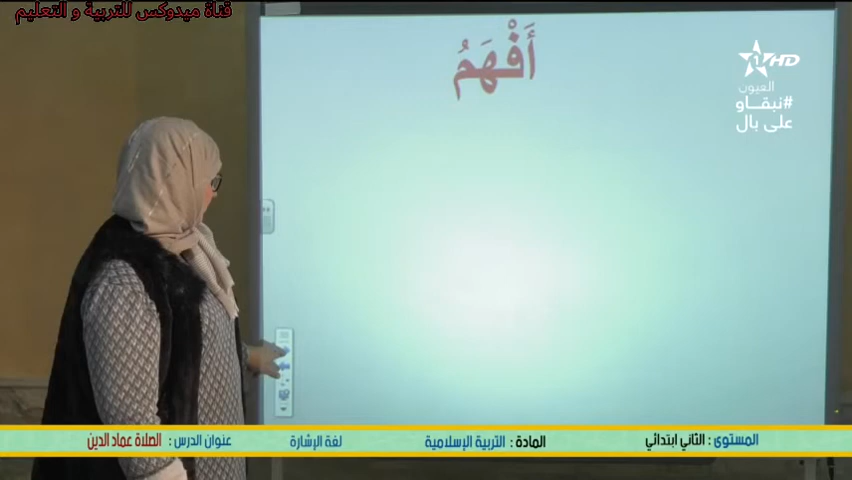 قناة ميدوكس للتربية و التعليم
أَفْهَمُ
1HD
العيون
#نبقاو
على بال
المستوى : الثاني ابتدائي المادة : التربية الإسلامية لغة الإشارة عنوان الدرس : الصلاة عماد الدين